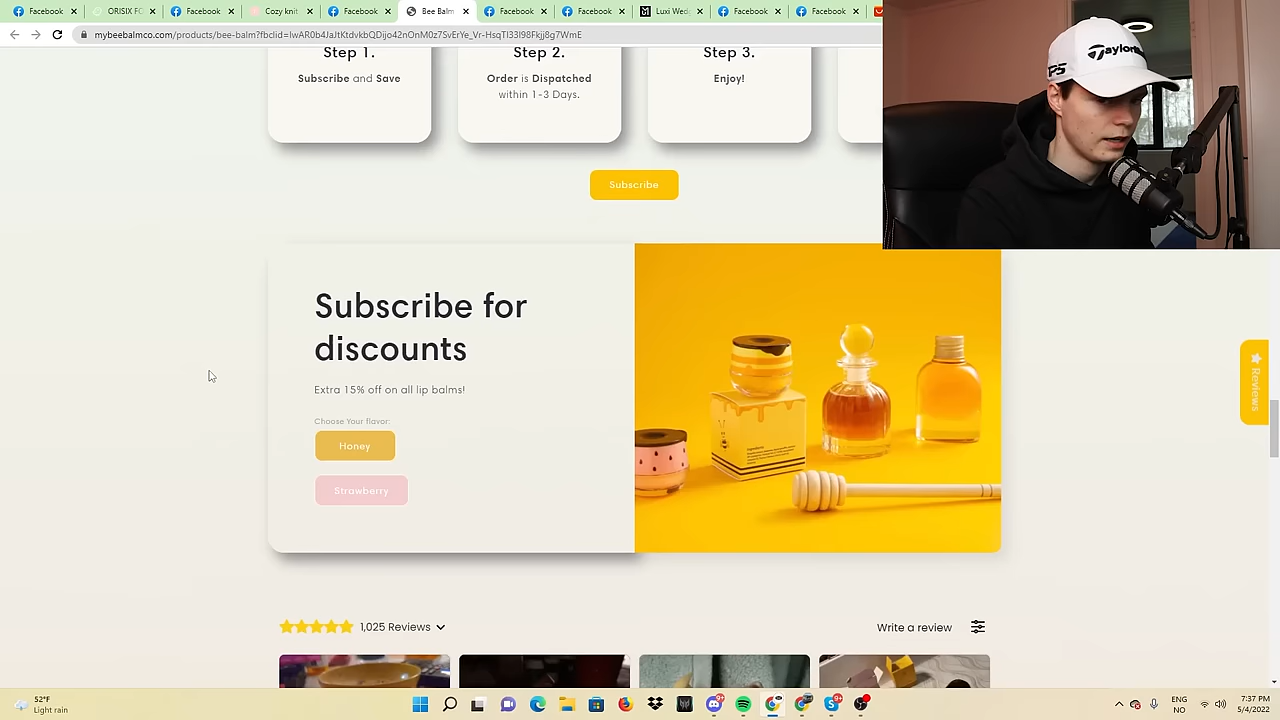 Facebook
ORISIX FO
Facebook
Cozy knit
Facebook
Bee Balm
Facebook
Facebook
Luxi Wed
Facebook
Facebook
mybeebalmco.com/products/bee-balm?fbclid=
Step 1.
Subscribe and Save
Step 2.
Order is Dispatched
within 1-3 Days.
Step 3.
Enjoy!
Subscribe
Subscribe for
discounts
Extra 15% off on all lip balms!
Choose Your flavor:
Honey
Strawberry
Reviews
1,025 Reviews
Write a review
52°F
Light rain
ENG
NO
7:37 PM
5/4/2022